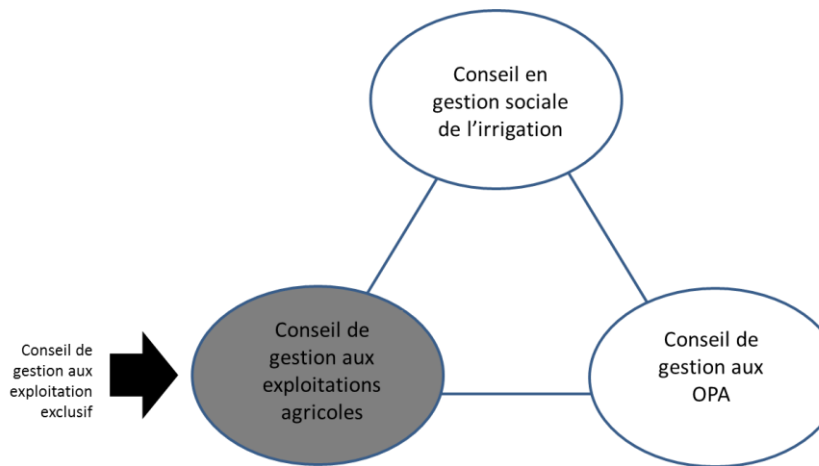 Conseil en
gestion sociale
de l’irrigation
Conseil de
gestion aux
exploitation
exclusif
Conseil de
gestion aux
exploitations
agricoles
Conseil de
gestion aux
OPA